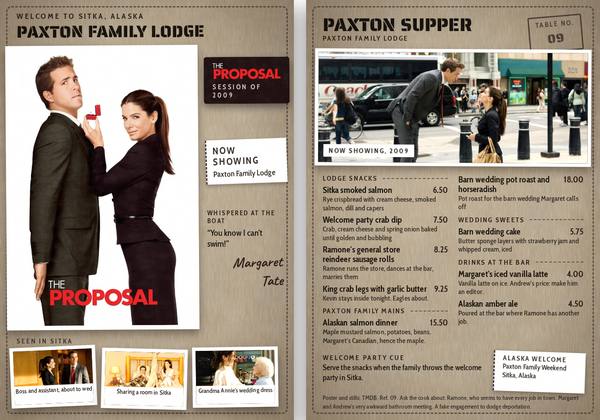 WELCOME TO SITKA, ALASKA
PAXTON FAMILY LODGE
THE
PROPOSAL
SESSION OF
2009
NOW
SHOWING
Paxton Family Lodge
WHISPERED AT THE
BOAT
"You know I can't
swim!"
Margaret
Tate
THE
PROPOSAL
SEEN IN SITKA
Boss and assistant, about to wed
Sharing a room in Sitka
Grandma Annie's wedding dress
PAXTON SUPPER
PAXTON FAMILY LODGE
TABLE NO.
09
NOW SHOWING, 2009
LODGE SNACKS
Sitka smoked salmon 6.50
Rye crispbread with cream cheese, smoked
salmon, dill and capers
Welcome party crab dip 7.50
Crab, cream cheese and spring onion baked
until golden and bubbling
Ramone's general store 8.25
reindeer sausage rolls
Ramone runs the store, dances at the bar,
marries them
King crab legs with garlic butter 9.25
Kevin stays inside tonight. Eagles about.
PAXTON FAMILY MAINS
Alaskan salmon dinner 15.50
Maple mustard salmon, potatoes, beans.
Margaret's Canadian, hence the maple.
Barn wedding pot roast and 18.00
horseradish
Pot roast for the barn wedding Margaret calls
off
WEDDING SWEETS
Barn wedding cake 5.75
Butter sponge layers with strawberry jam and
whipped cream, iced
DRINKS AT THE BAR
Margaret's iced vanilla latte 4.00
Vanilla latte on ice. Andrew's price: make him
an editor.
Alaskan amber ale 4.50
Poured at the bar where Ramone has another
job.
WELCOME PARTY CUE
Serve the snacks when the family throws the welcome
party in Sitka.
ALASKA WELCOME
Paxton Family Weekend
Sitka, Alaska
Poster and stills: TMDB. Ref. 09. Ask the cook about: Ramone, who seems to have every job in town. Margaret
and Andrew's very awkward bathroom meeting. A fake engagement to dodge deportation.